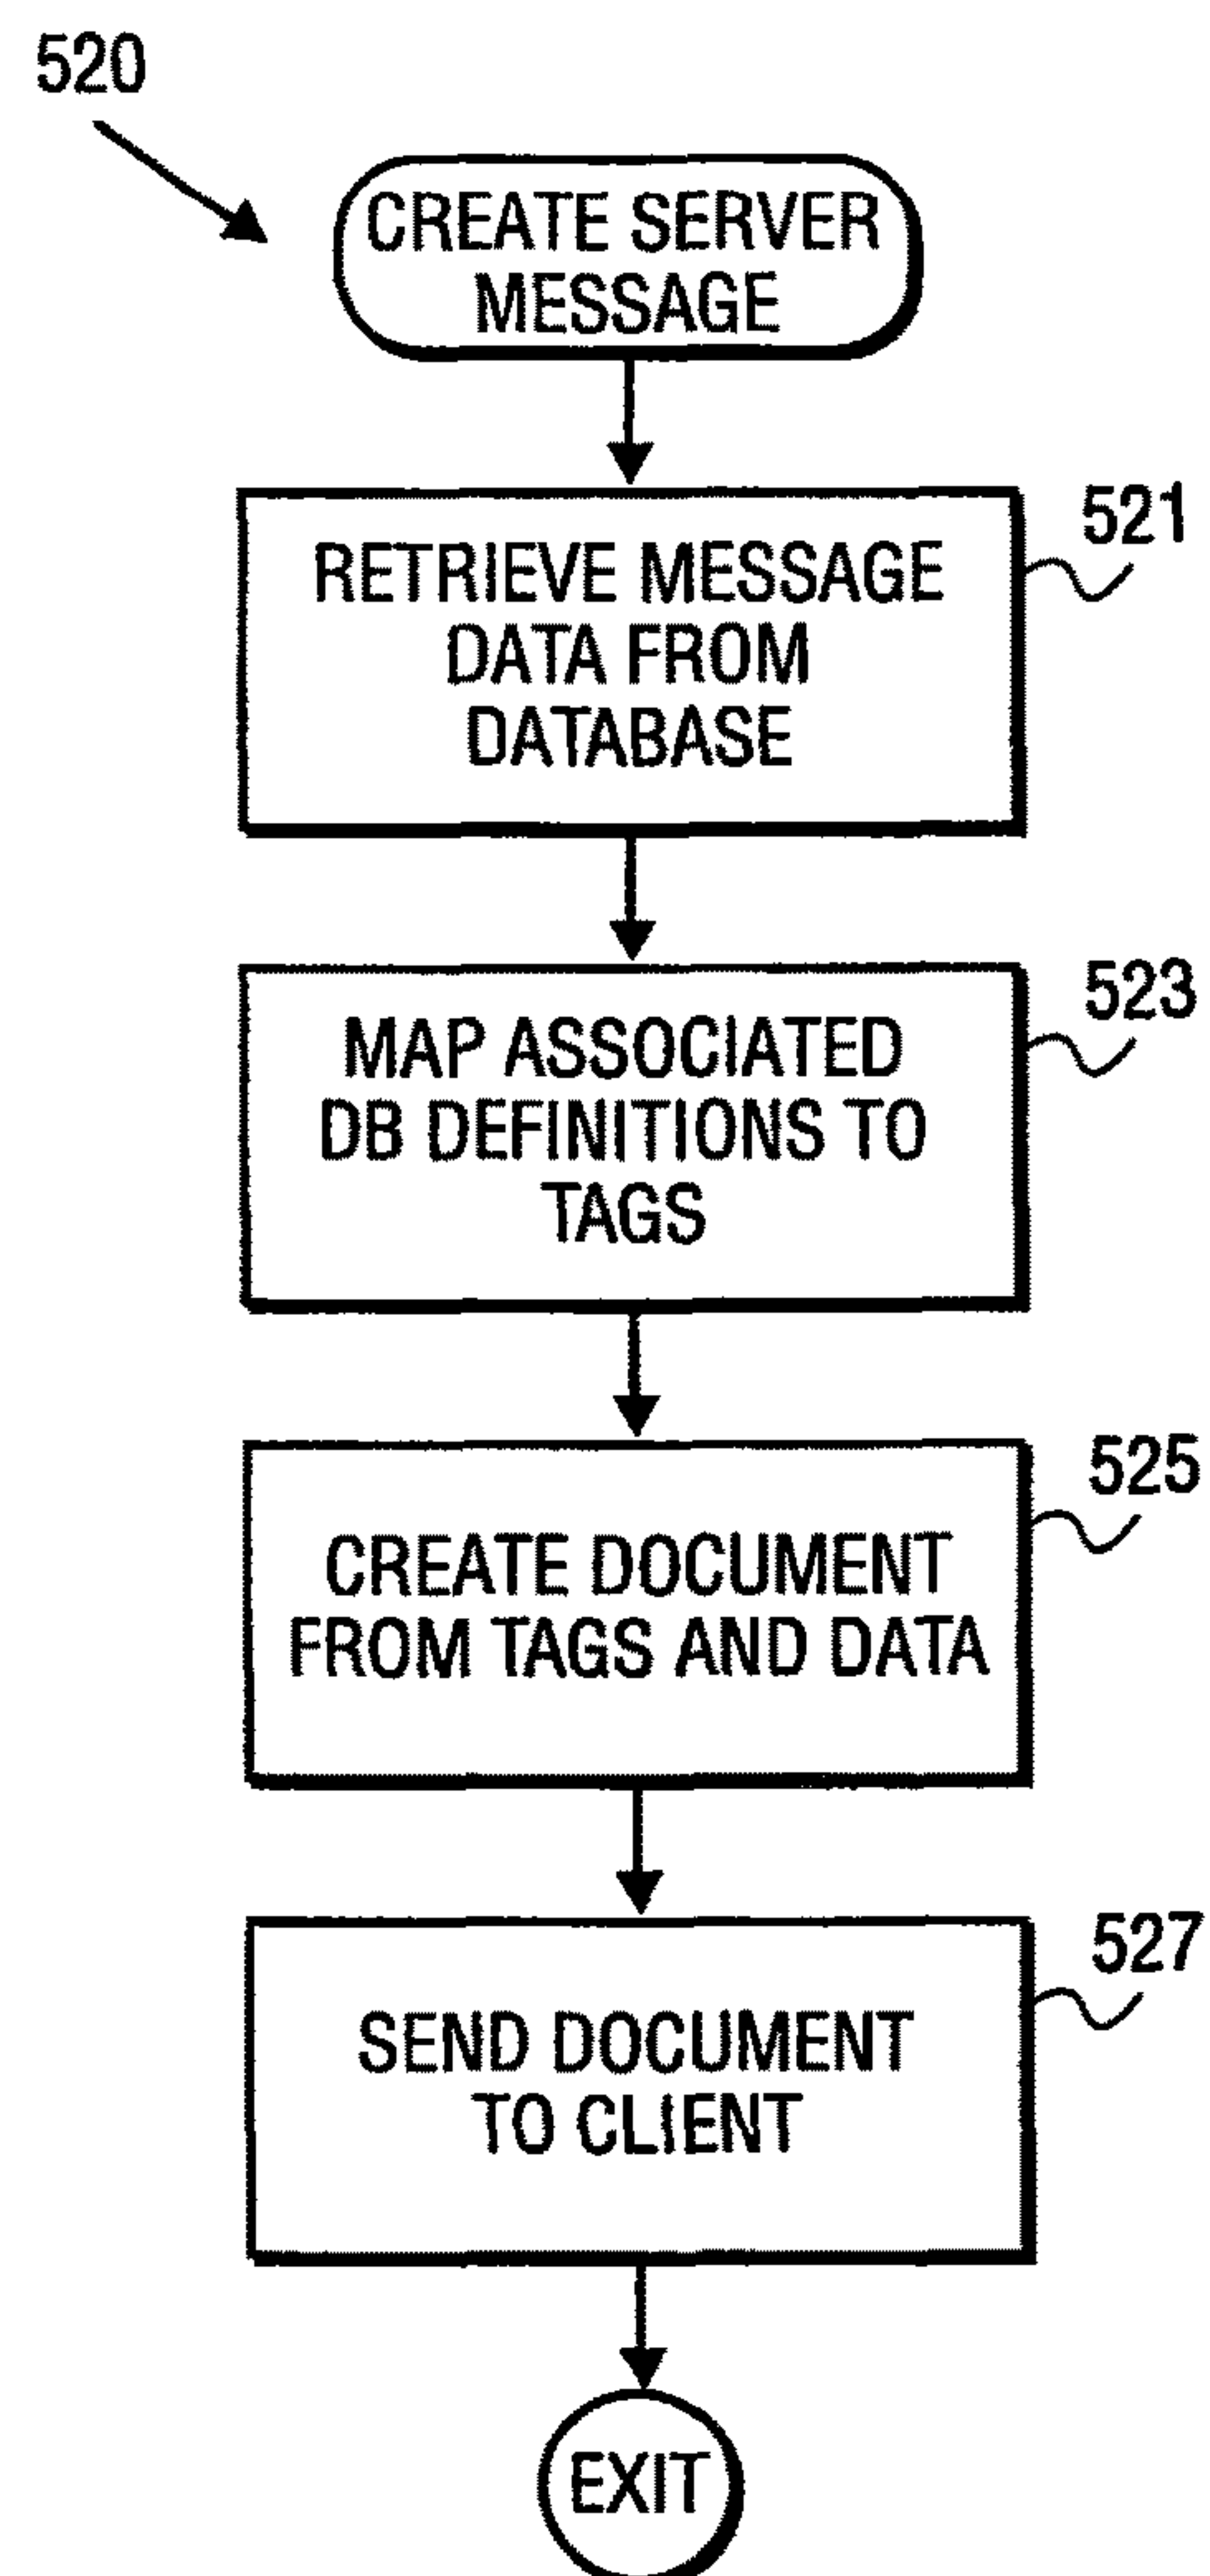 520
CREATE SERVER
MESSAGE
521
RETRIEVE MESSAGE
DATA FROM
DATABASE
523
MAP ASSOCIATED
DB DEFINITIONS TO
TAGS
525
CREATE DOCUMENT
FROM TAGS AND DATA
527
SEND DOCUMENT
TO CLIENT
EXIT